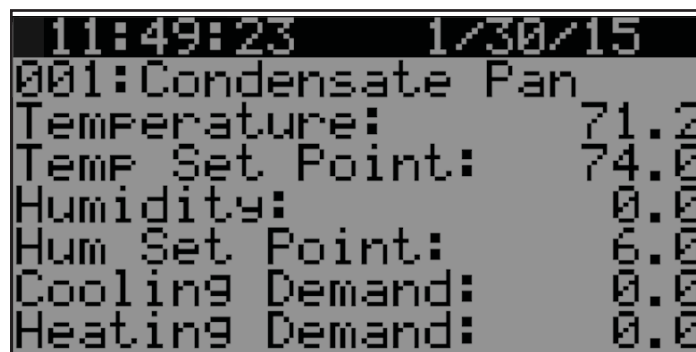 11:49:23 1/30/15
001:Condensate Pan
Temperature: 71.2
Temp Set Point: 74.0
Humidity: 0.0
Hum Set Point: 6.0
Cooling Demand: 0.0
Heating Demand: 0.0